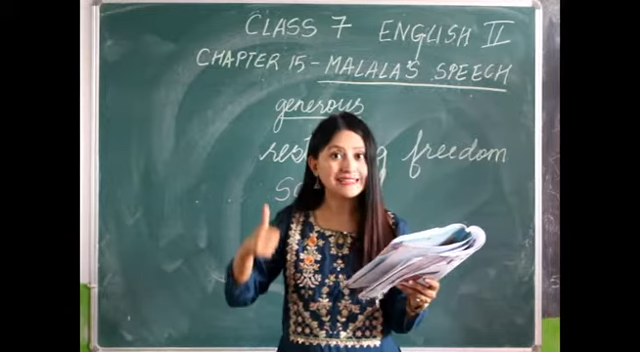 CLASS 7 ENGLISH II
CHAPTER 15 - MALALA'S SPEECH
generous
freedom